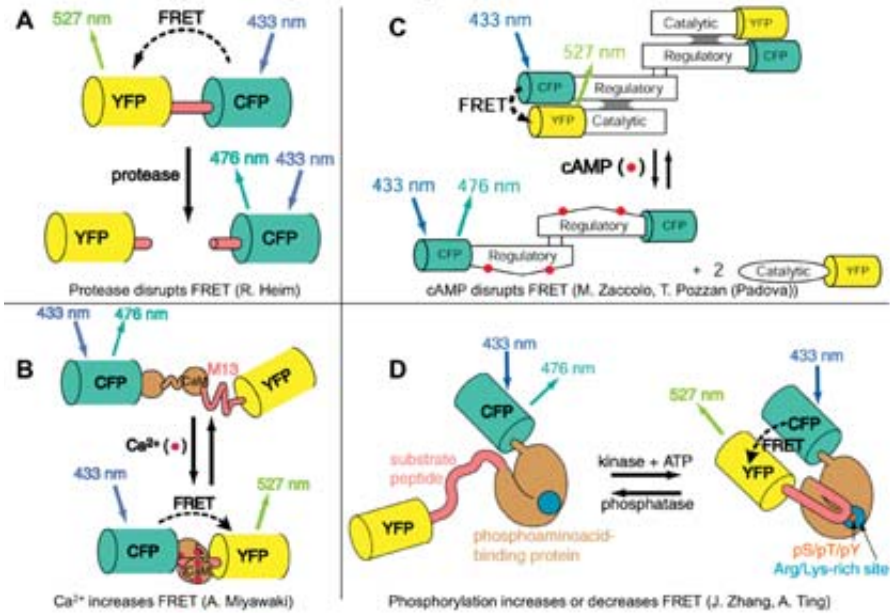 A
527 nm
FRET
433 nm
YFP
CFP
protease
476 nm
433 nm
YFP
CFP
Protease disrupts FRET (R. Heim)
C
433 nm
527 nm
Catalytic
YFP
Regulatory
CFP
CFP
Regulatory
FRET
YFP
Catalytic
cAMP (•)
433 nm
476 nm
Regulatory
CFP
CFP
Regulatory
+ 2
Catalytic
YFP
cAMP disrupts FRET (M. Zaccolo, T. Pozzan (Padova))
B
433 nm
476 nm
CFP
CaM
M13
YFP
Ca²⁺ (•)
433 nm
FRET
527 nm
CFP
CaM
YFP
Ca²⁺ increases FRET (A. Miyawaki)
D
433 nm
476 nm
CFP
substrate
peptide
YFP
phosphoaminoacid-
binding protein
kinase + ATP
phosphatase
433 nm
527 nm
CFP
FRET
YFP
pS/pT/pY
Arg/Lys-rich site
Phosphorylation increases or decreases FRET (J. Zhang, A. Ting)